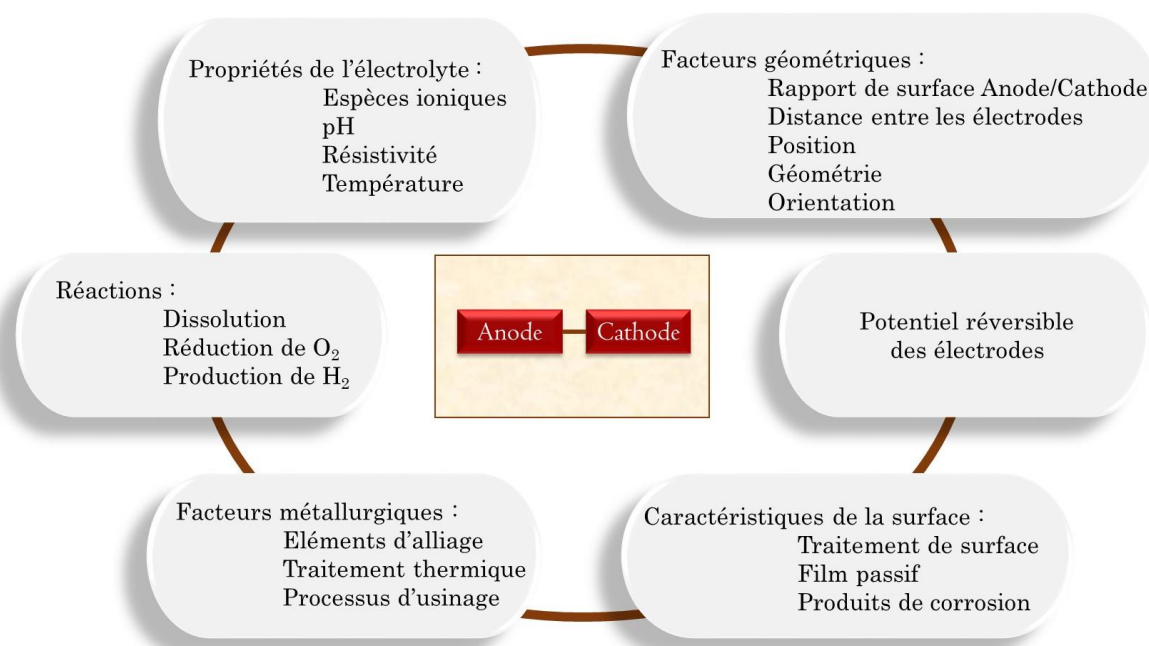 Propriétés de l’électrolyte :
Espèces ioniques
pH
Résistivité
Température
Facteurs géométriques :
Rapport de surface Anode/Cathode
Distance entre les électrodes
Position
Géométrie
Orientation
Réactions :
Dissolution
Réduction de O₂
Production de H₂
Anode
Cathode
Potentiel réversible
des électrodes
Facteurs métallurgiques :
Eléments d’alliage
Traitement thermique
Processus d’usinage
Caractéristiques de la surface :
Traitement de surface
Film passif
Produits de corrosion